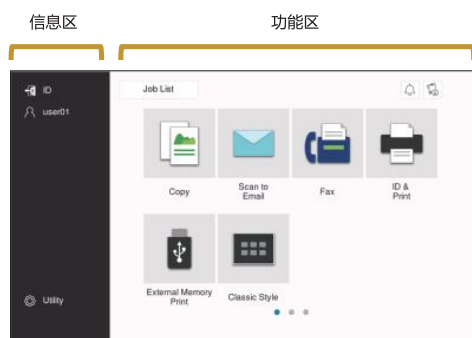 信息区
功能区
ID
Job List
user01
Copy
Scan to
Email
Fax
ID &
Print
External Memory
Print
Classic Style
Utility